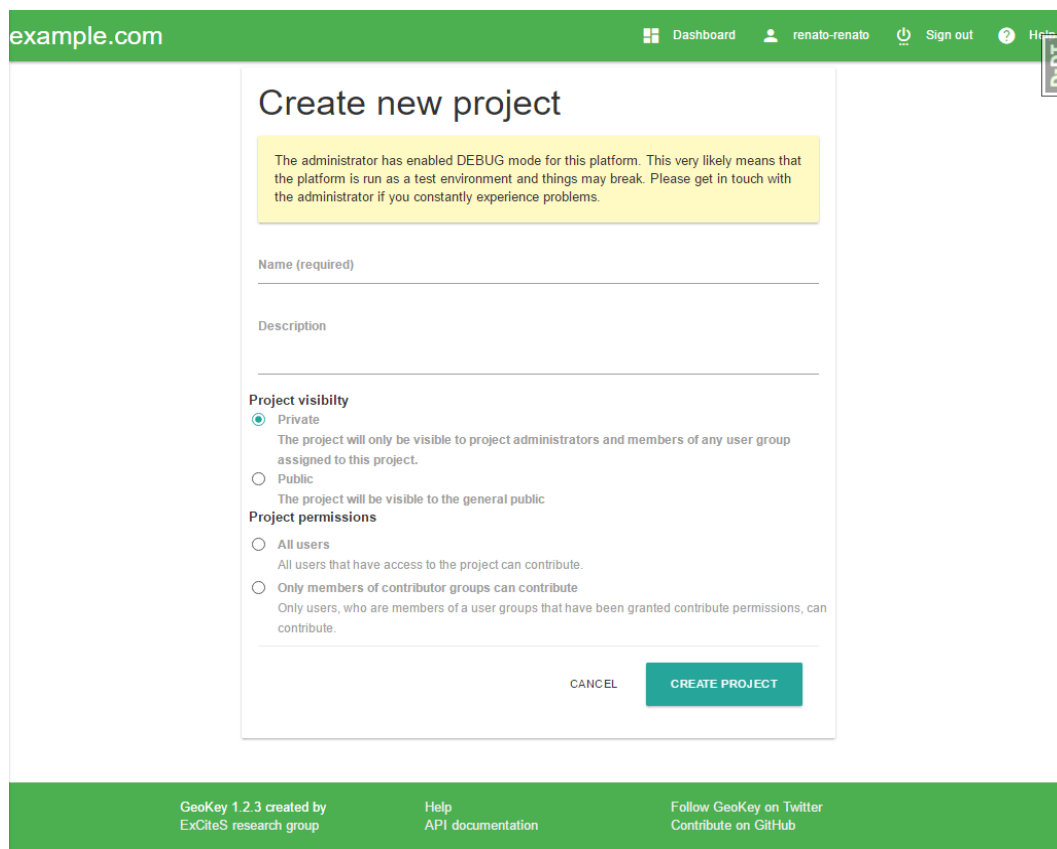 example.com
Dashboard
renato-renato
Sign out
Help
DjDT
Create new project
The administrator has enabled DEBUG mode for this platform. This very likely means that
the platform is run as a test environment and things may break. Please get in touch with
the administrator if you constantly experience problems.
Name (required)
Description
Project visibilty
Private
The project will only be visible to project administrators and members of any user group
assigned to this project.
Public
The project will be visible to the general public
Project permissions
All users
All users that have access to the project can contribute.
Only members of contributor groups can contribute
Only users, who are members of a user groups that have been granted contribute permissions, can
contribute.
CANCEL
CREATE PROJECT
GeoKey 1.2.3 created by
ExCiteS research group
Help
API documentation
Follow GeoKey on Twitter
Contribute on GitHub